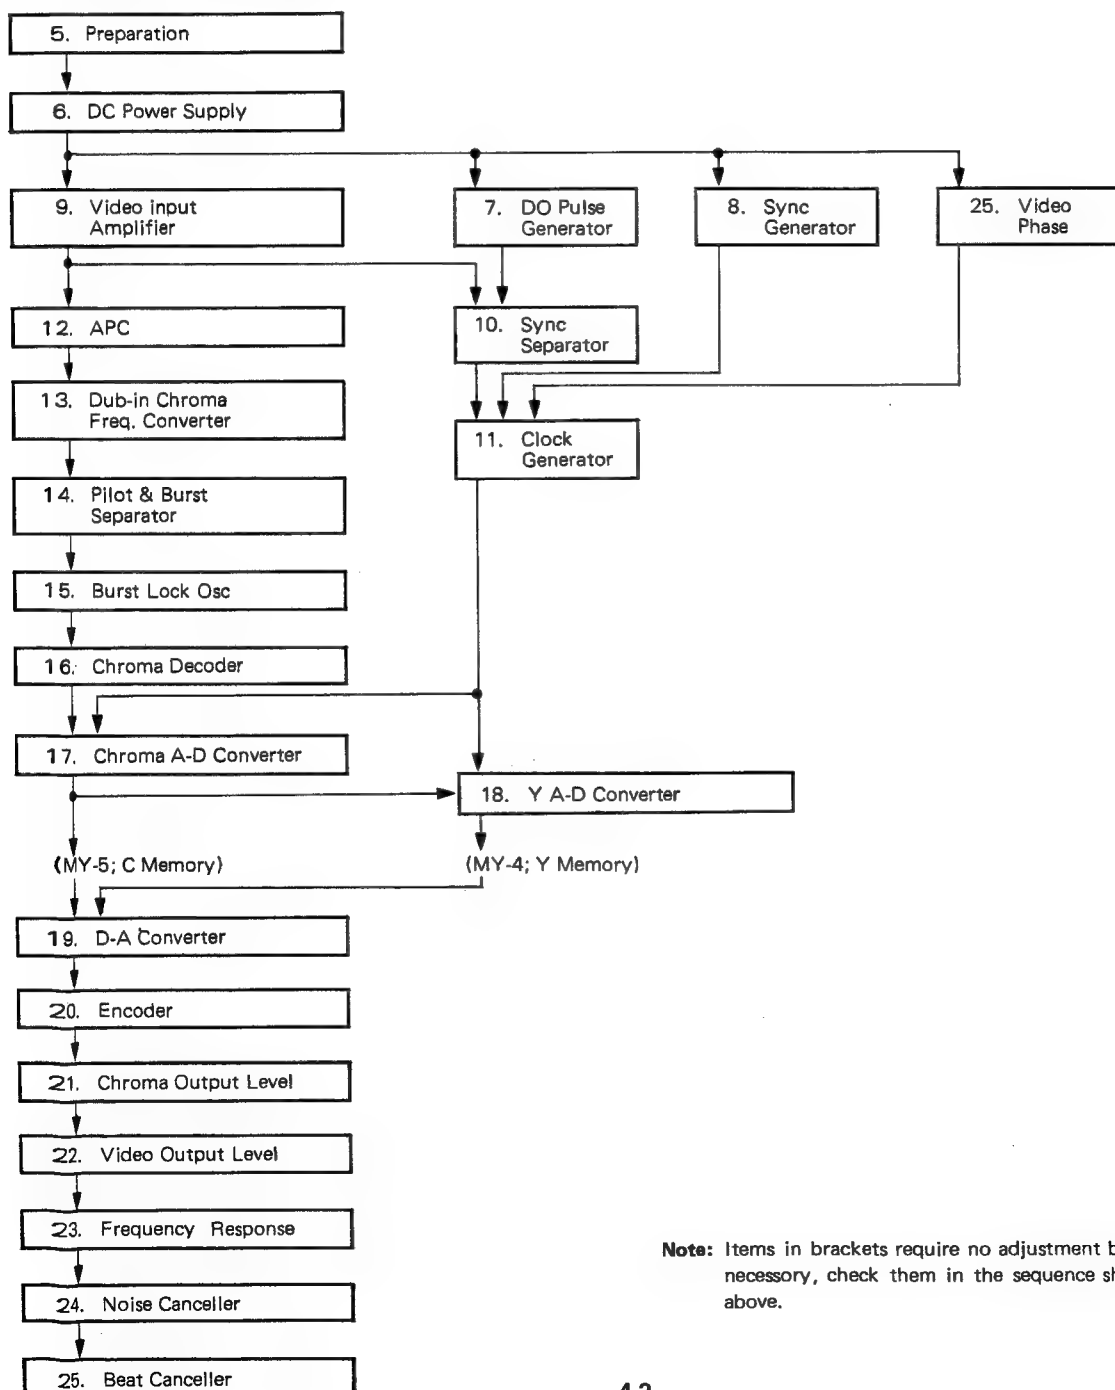 5. Preparation
6. DC Power Supply
9. Video input
Amplifier
7. DO Pulse
Generator
8. Sync
Generator
25. Video
Phase
12. APC
10. Sync
Separator
13. Dub-in Chroma
Freq. Converter
11. Clock
Generator
14. Pilot & Burst
Separator
15. Burst Lock Osc
16. Chroma Decoder
17. Chroma A-D Converter
18. Y A-D Converter
(MY-5; C Memory)
(MY-4; Y Memory)
19. D-A Converter
20. Encoder
21. Chroma Output Level
22. Video Output Level
23. Frequency Response
Note: Items in brackets require no adjustment
necessory, check them in the sequence
above.
24. Noise Canceller
25. Beat Canceller